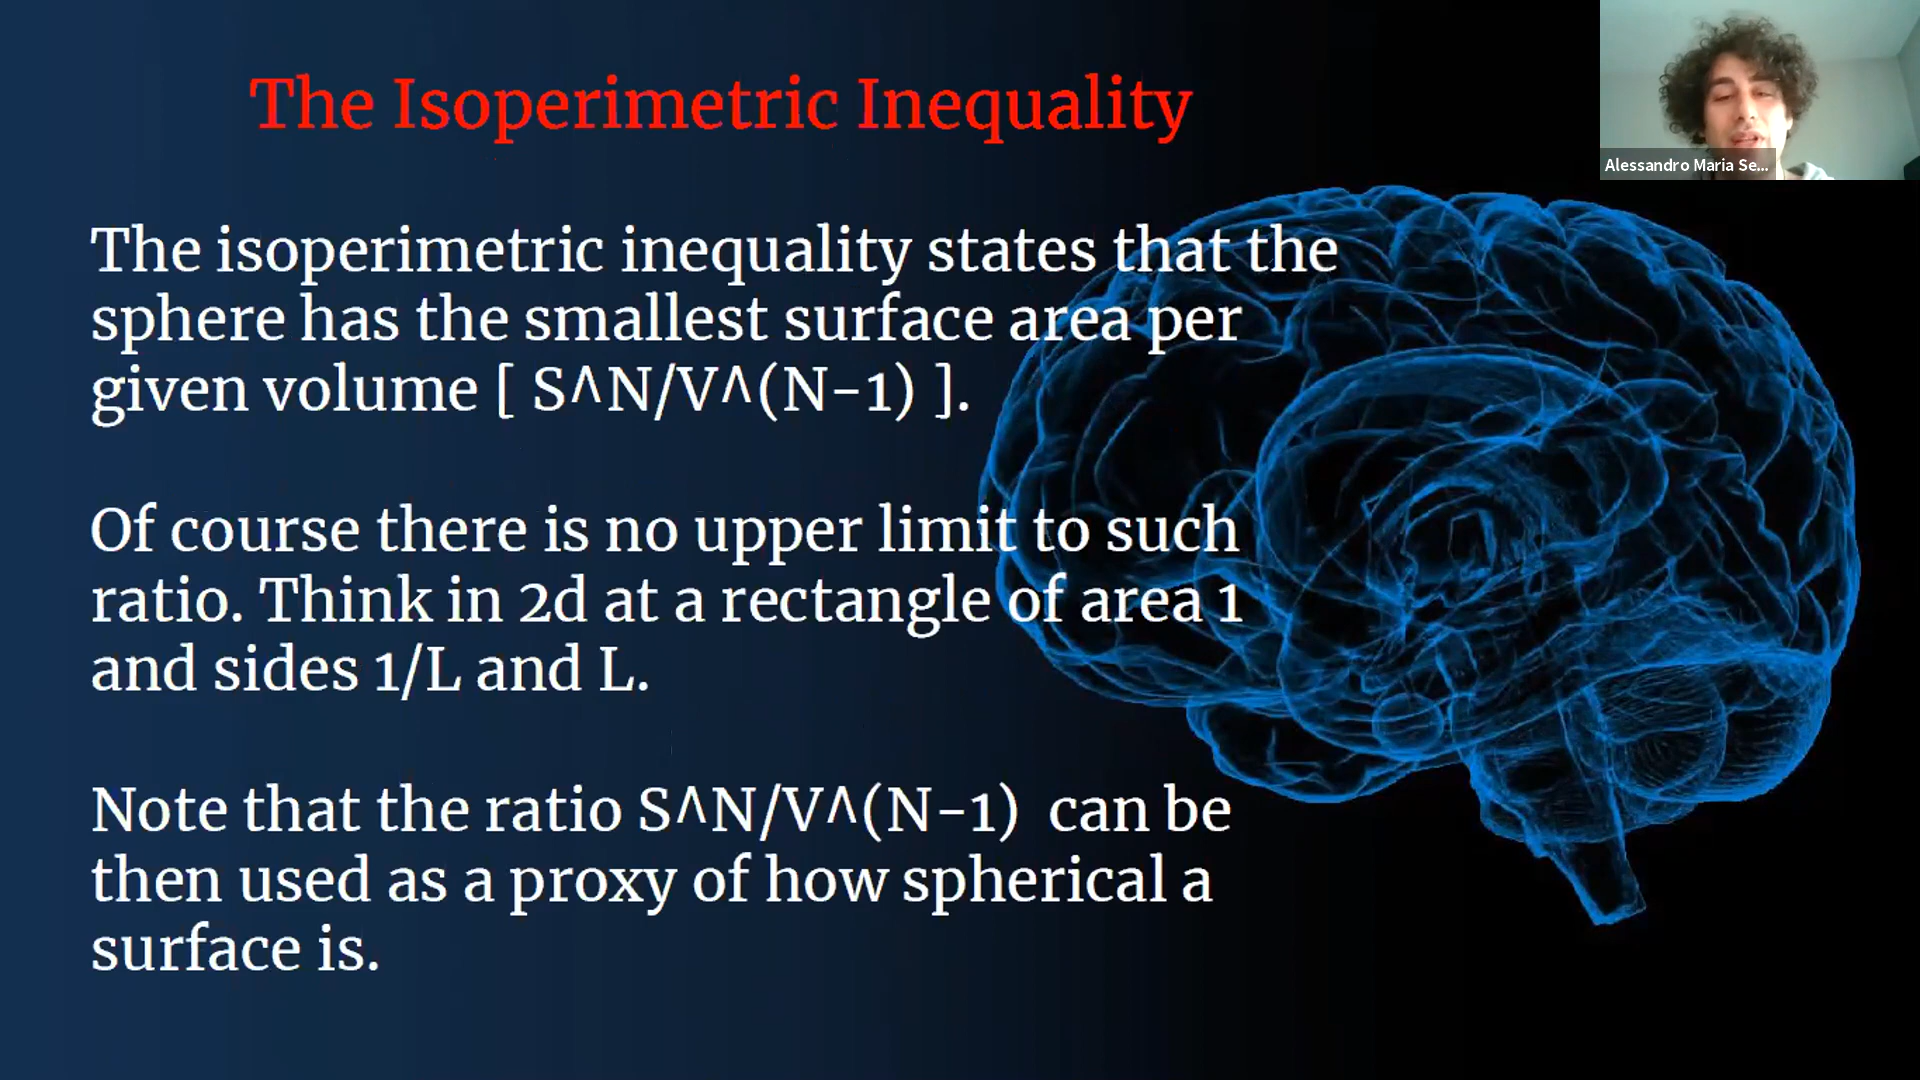 The Isoperimetric Inequality
Alessandro Maria Se...
The isoperimetric inequality states that the
sphere has the smallest surface area per
given volume [ S^N/V^(N-1) ].
Of course there is no upper limit to such
ratio. Think in 2d at a rectangle of area 1
and sides 1/L and L.
Note that the ratio S^N/V^(N-1)  can be
then used as a proxy of how spherical a
surface is.